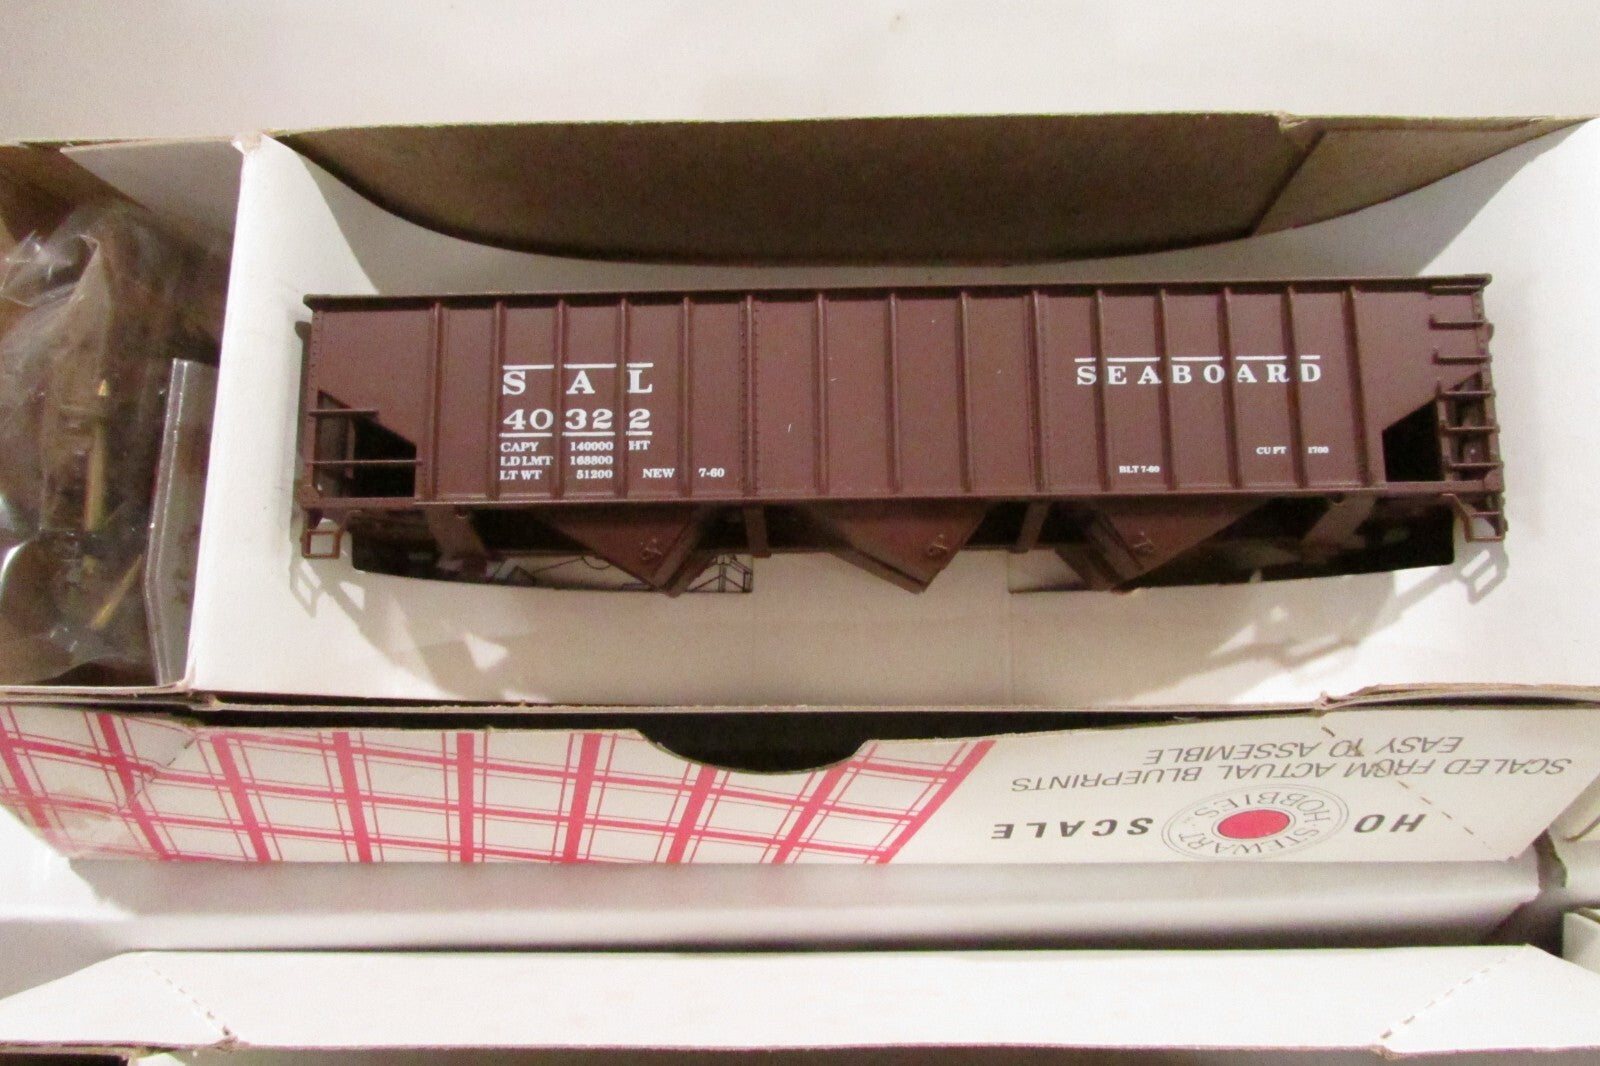 S A L
40322
CAPY 140000 HT
LD LMT 168800
LT WT 51200 NEW 7-60
SEABOARD
CU FT 1700
BLT 7-60
HO SCALE
STEWART HOBBIES
SCALED FROM ACTUAL BLUEPRINTS
EASY TO ASSEMBLE